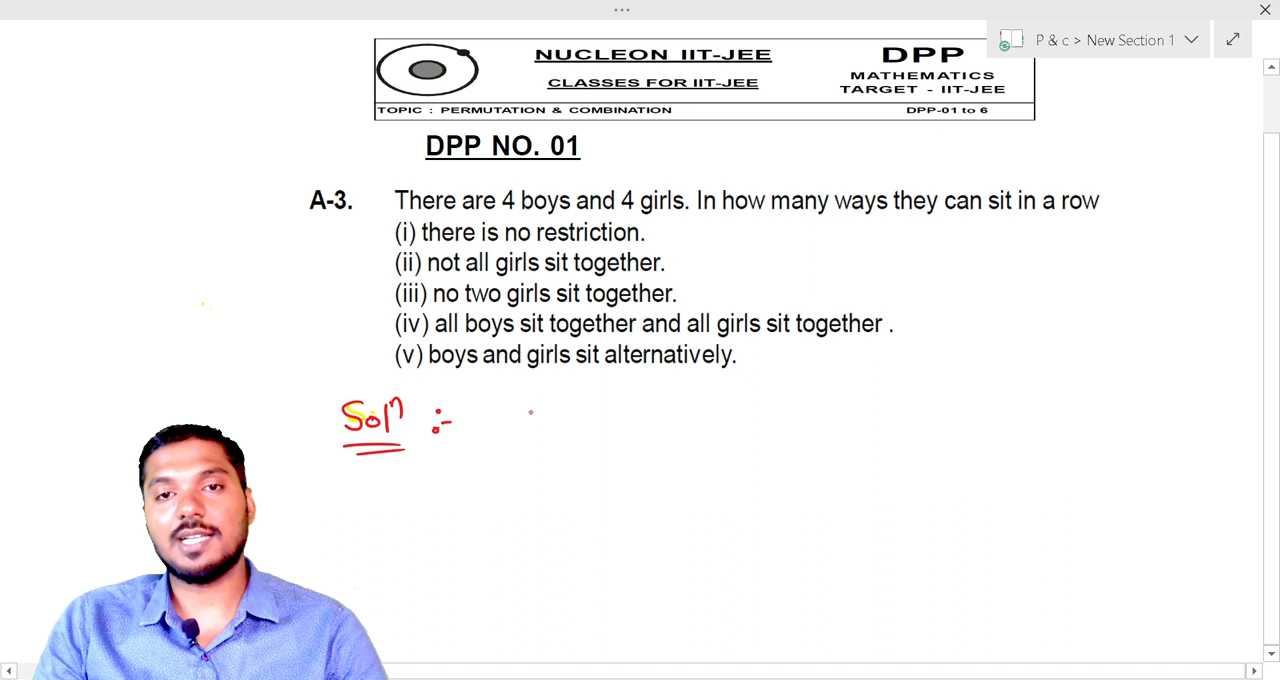 P & c > New Section 1
NUCLEON IIT-JEE
CLASSES FOR IIT-JEE
DPP
MATHEMATICS
TARGET - IIT-JEE
TOPIC : PERMUTATION & COMBINATION
DPP-01 to 6
DPP NO. 01
A-3. There are 4 boys and 4 girls. In how many ways they can sit in a row
(i) there is no restriction.
(ii) not all girls sit together.
(iii) no two girls sit together.
(iv) all boys sit together and all girls sit together .
(v) boys and girls sit alternatively.
Solⁿ :-